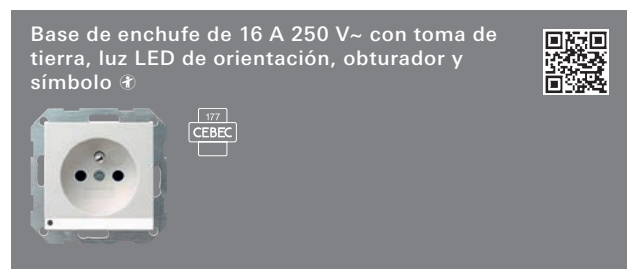 Base de enchufe de 16 A 250 V~ con toma de
tierra, luz LED de orientación, obturador y
símbolo
177
CEBEC